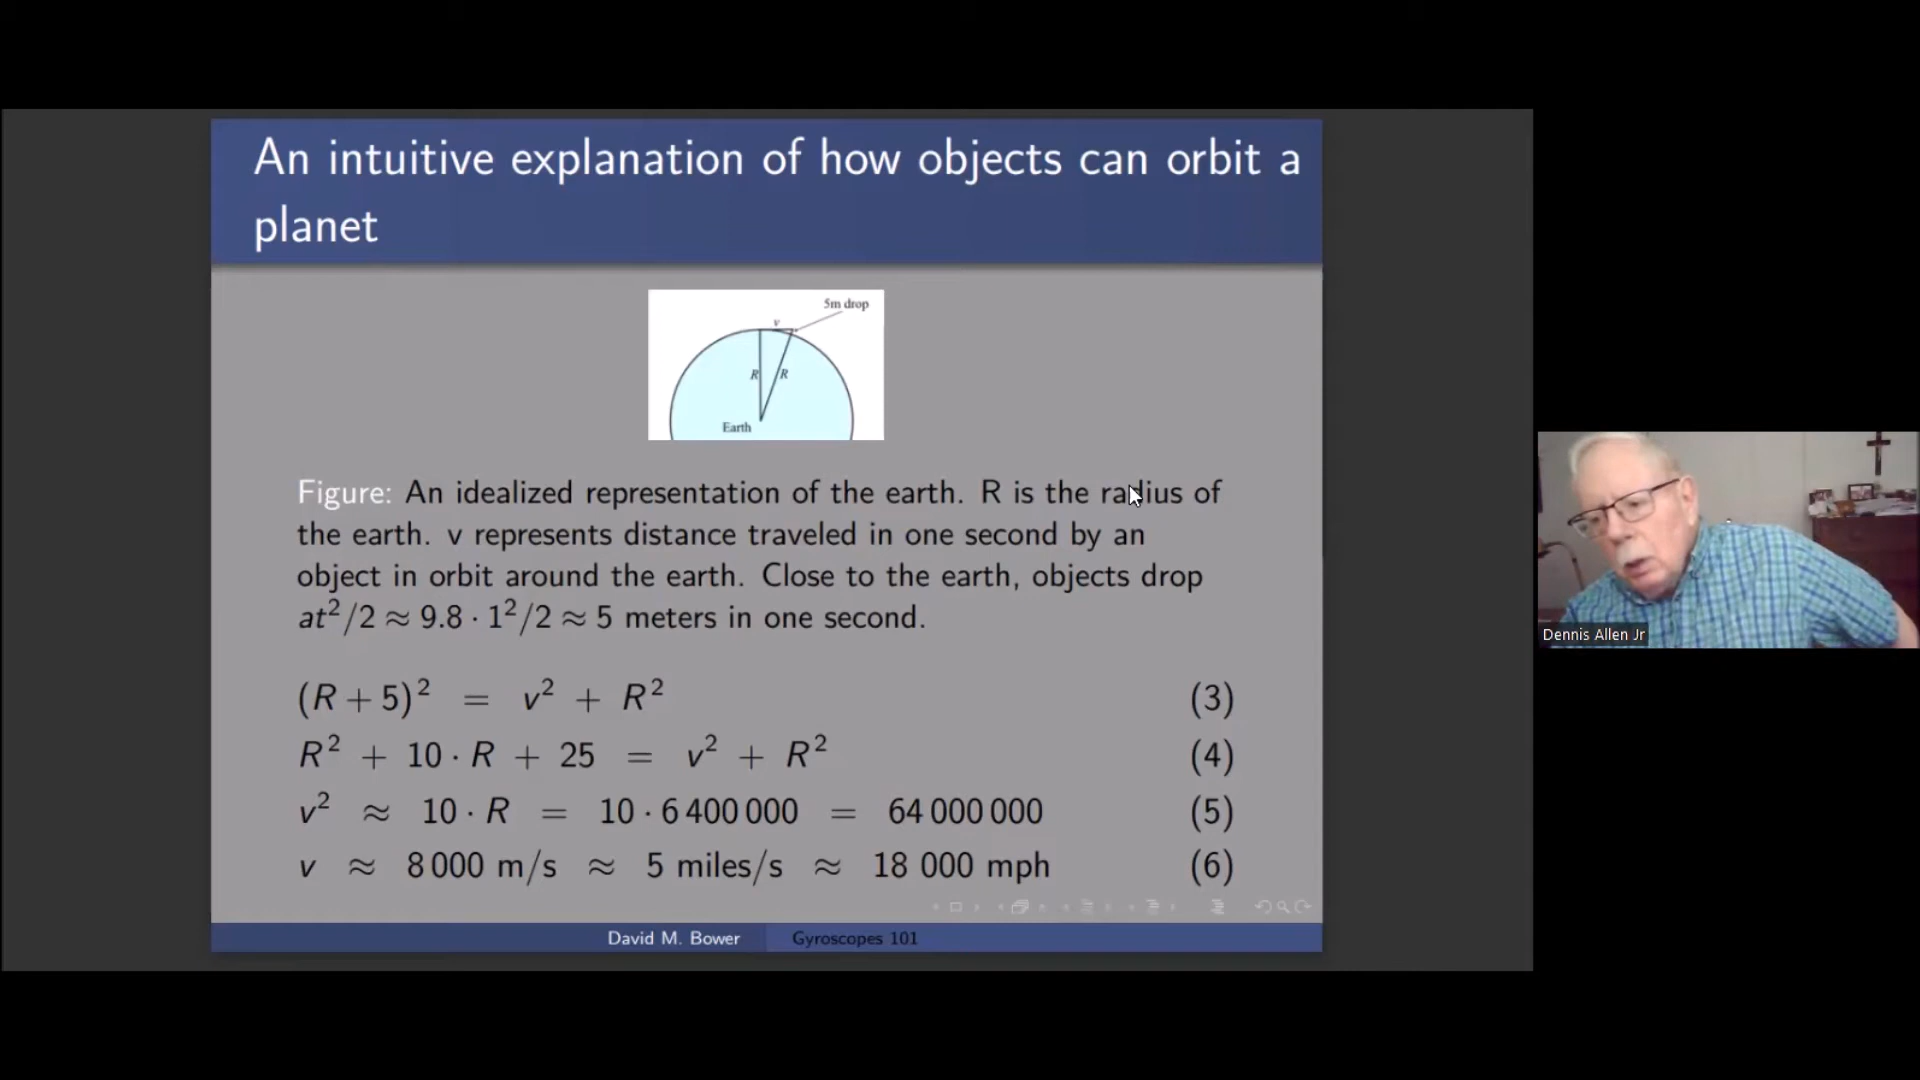 An intuitive explanation of how objects can orbit a
planet
5m drop
v
R R
Earth
Figure: An idealized representation of the earth. R is the radius of
the earth. v represents distance traveled in one second by an
object in orbit around the earth. Close to the earth, objects drop
at²/2 ≈ 9.8 · 1²/2 ≈ 5 meters in one second.
(R + 5)² = v² + R² (3)
R² + 10 · R + 25 = v² + R² (4)
v² ≈ 10 · R = 10 · 6 400 000 = 64 000 000 (5)
v ≈ 8 000 m/s ≈ 5 miles/s ≈ 18 000 mph (6)
David M. Bower Gyroscopes 101
Dennis Allen Jr